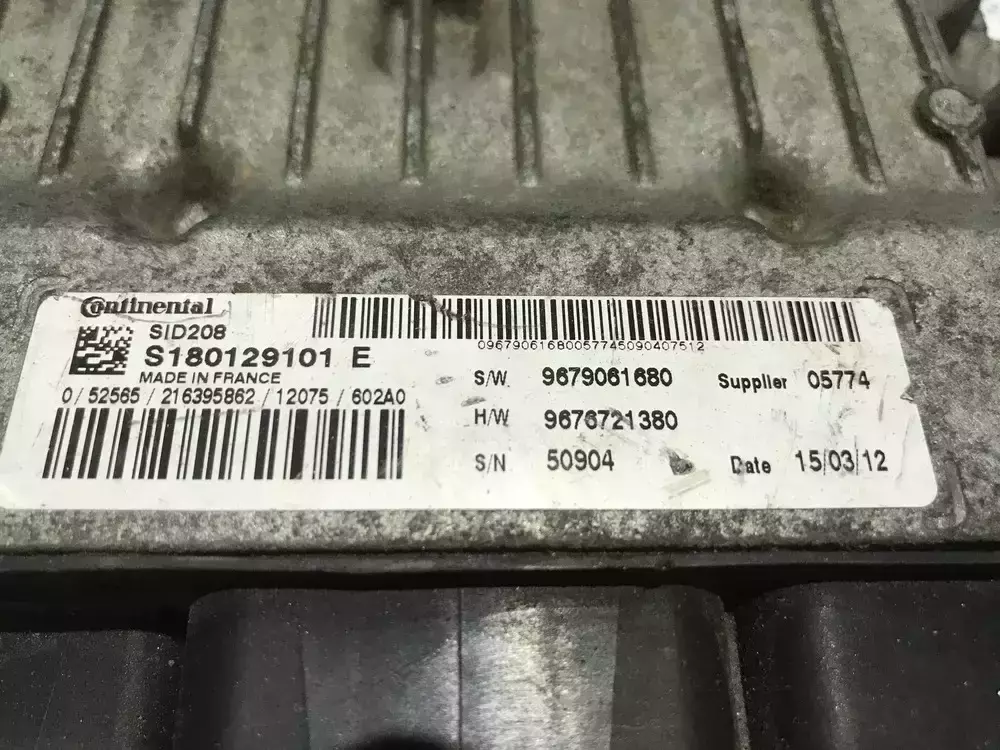 Continental
SID208
S180129101 E
MADE IN FRANCE
0/52565/216395862/12075/602A0
09679061680057745090407512
S/W 9679061680 Supplier 05774
H/W 9676721380
S/N 50904 Date 15/03/12